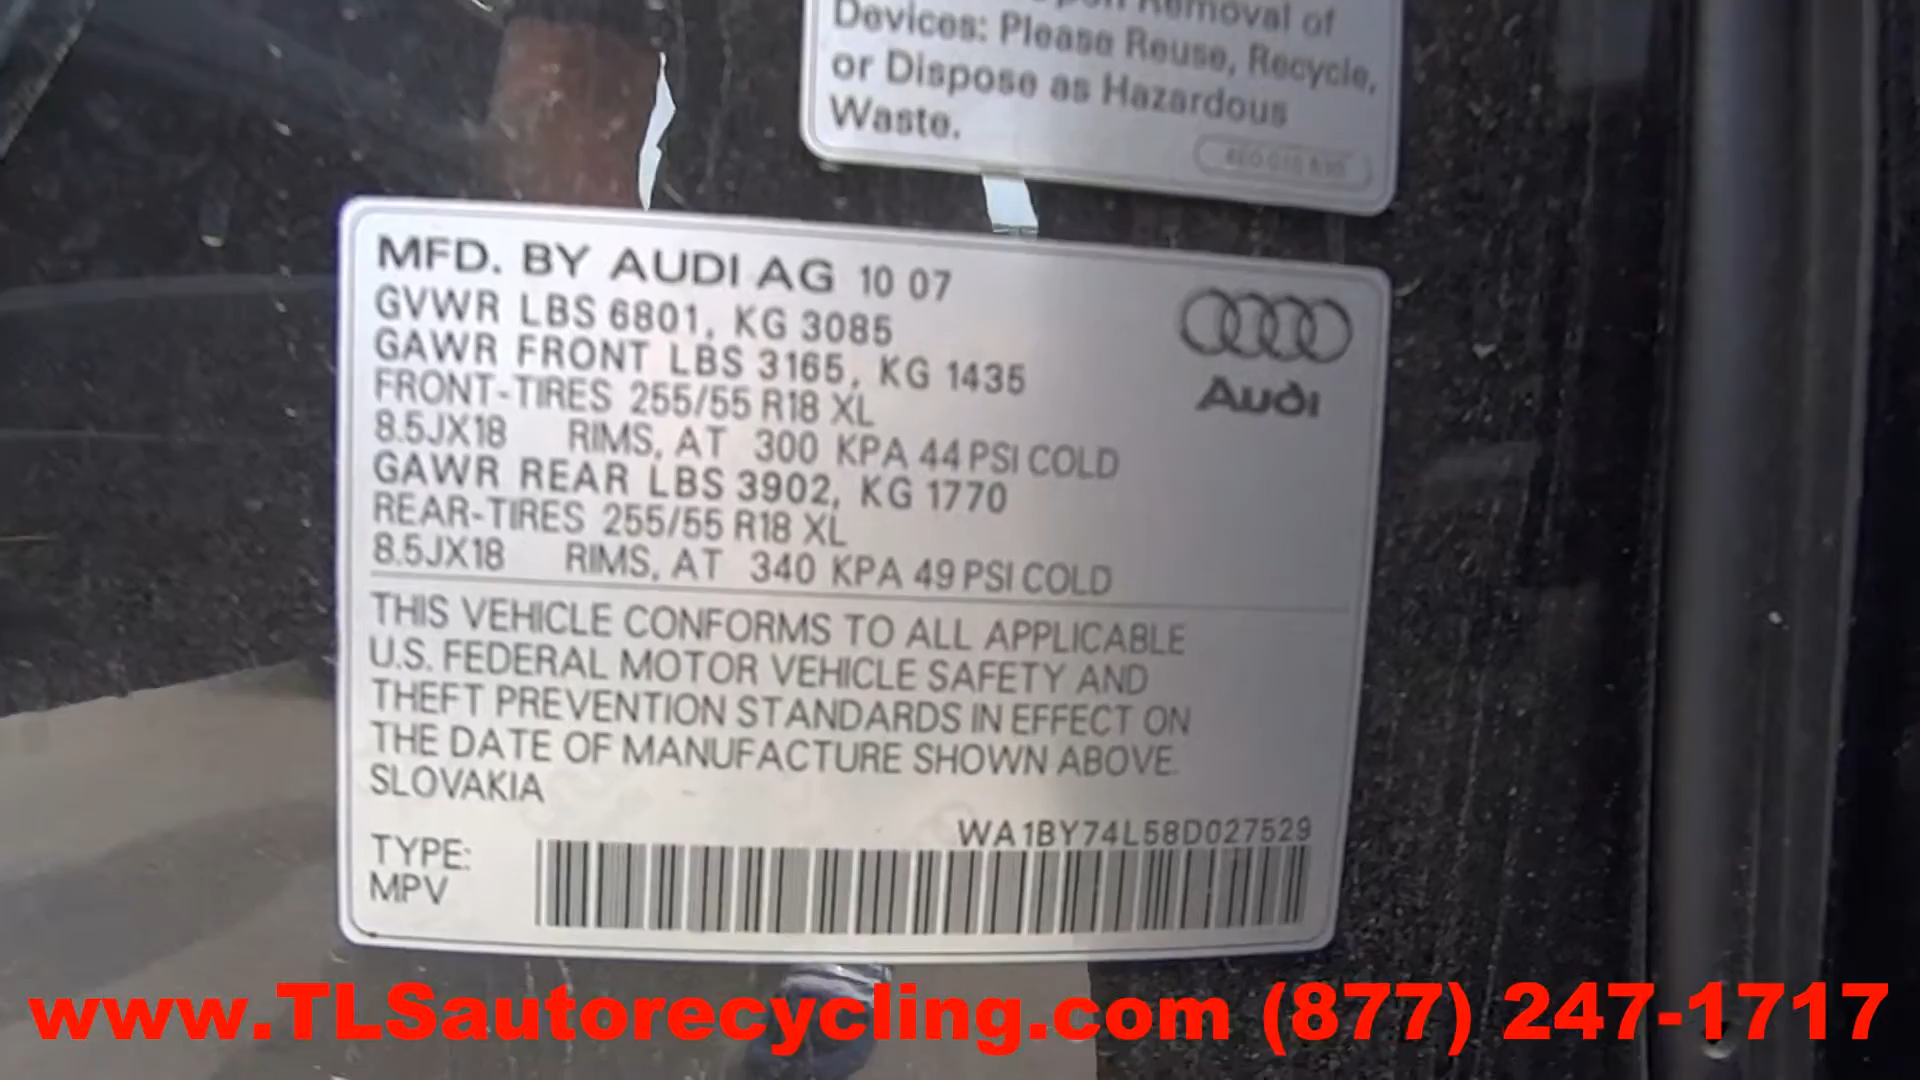 Removal of
Devices: Please Reuse, Recycle,
or Dispose as Hazardous
Waste.
MFD. BY AUDI AG 10 07
GVWR LBS 6801, KG 3085
GAWR FRONT LBS 3165, KG 1435
FRONT-TIRES 255/55 R18 XL
8.5JX18 RIMS, AT 300 KPA 44 PSI COLD
GAWR REAR LBS 3902, KG 1770
REAR-TIRES 255/55 R18 XL
8.5JX18 RIMS, AT 340 KPA 49 PSI COLD
Audi
THIS VEHICLE CONFORMS TO ALL APPLICABLE
U.S. FEDERAL MOTOR VEHICLE SAFETY AND
THEFT PREVENTION STANDARDS IN EFFECT ON
THE DATE OF MANUFACTURE SHOWN ABOVE.
SLOVAKIA
WA1BY74L58D027529
TYPE:
MPV
www.TLSautorecycling.com (877) 247-1717